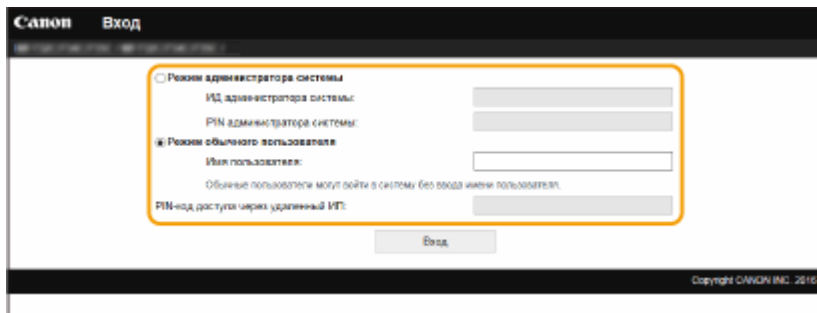 Canon Вход
Режим администратора системы
ИД администратора системы:
PIN администратора системы:
Режим обычного пользователя
Имя пользователя:
Обычные пользователи могут войти в систему без ввода имени пользователя.
PIN-код доступа через удаленный ИП:
Вход
Copyright CANON INC. 2016